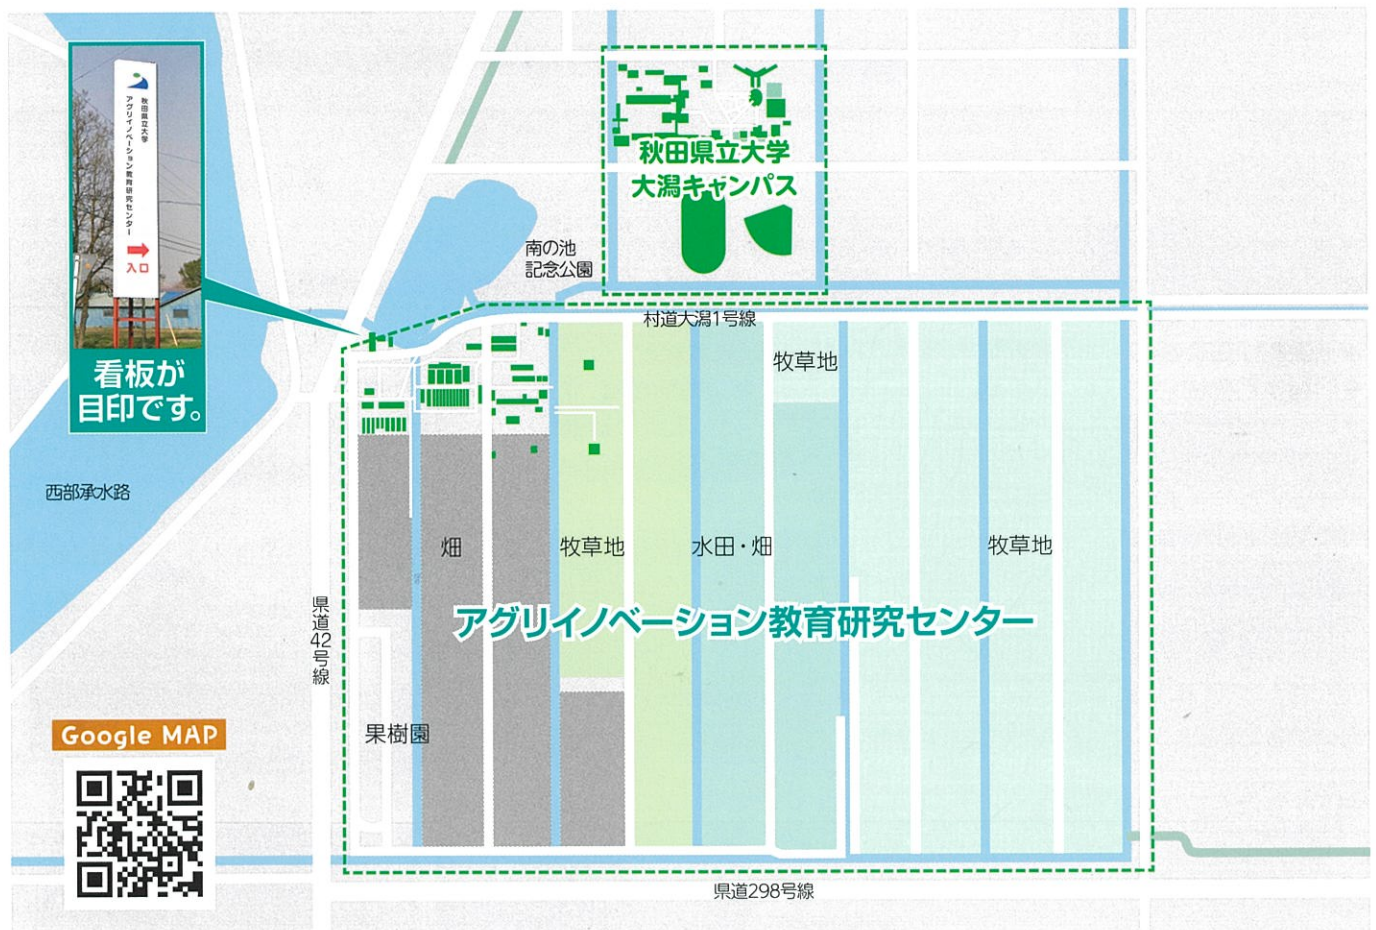 秋田県立大学
アグリイノベーション教育研究センター
入口
看板が
目印です。
秋田県立大学
大潟キャンパス
南の池
記念公園
村道大潟1号線
牧草地
西部承水路
畑
牧草地
水田・畑
牧草地
アグリイノベーション教育研究センター
県道42号線
果樹園
Google MAP
県道298号線